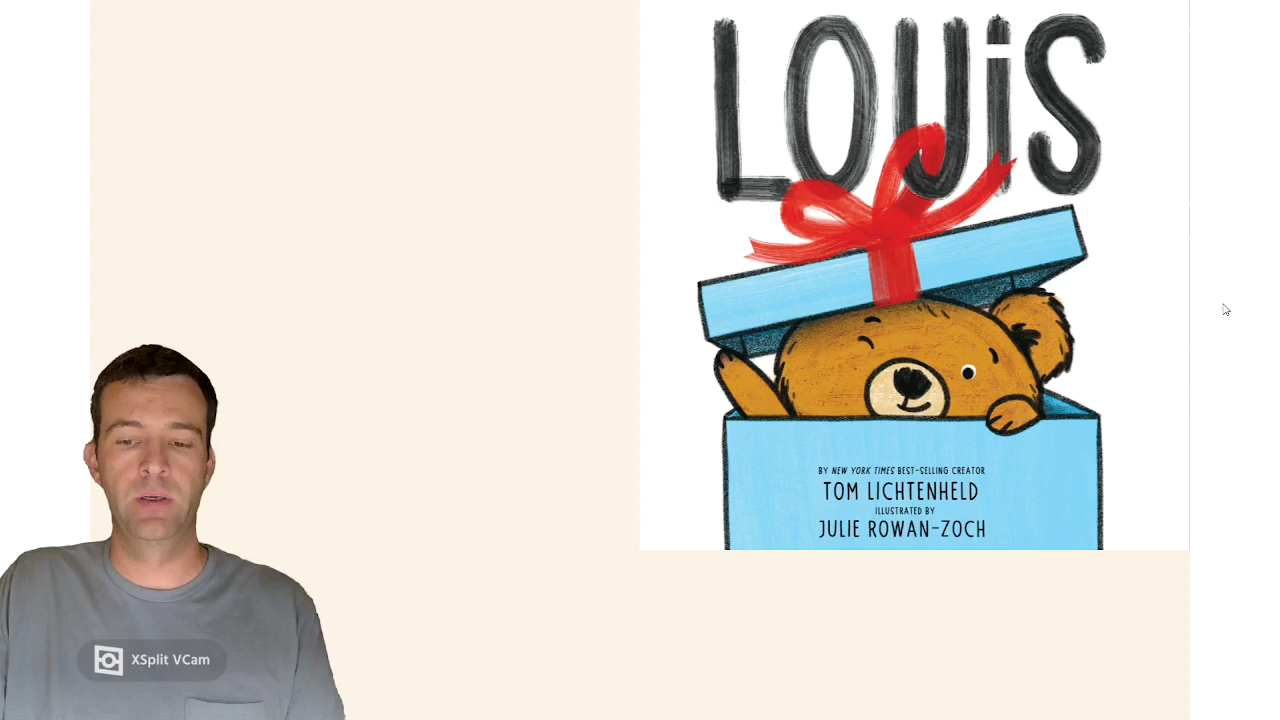 LOUiS
BY NEW YORK TIMES BEST-SELLING CREATOR
TOM LICHTENHELD
ILLUSTRATED BY
JULIE ROWAN-ZOCH
XSplit VCam